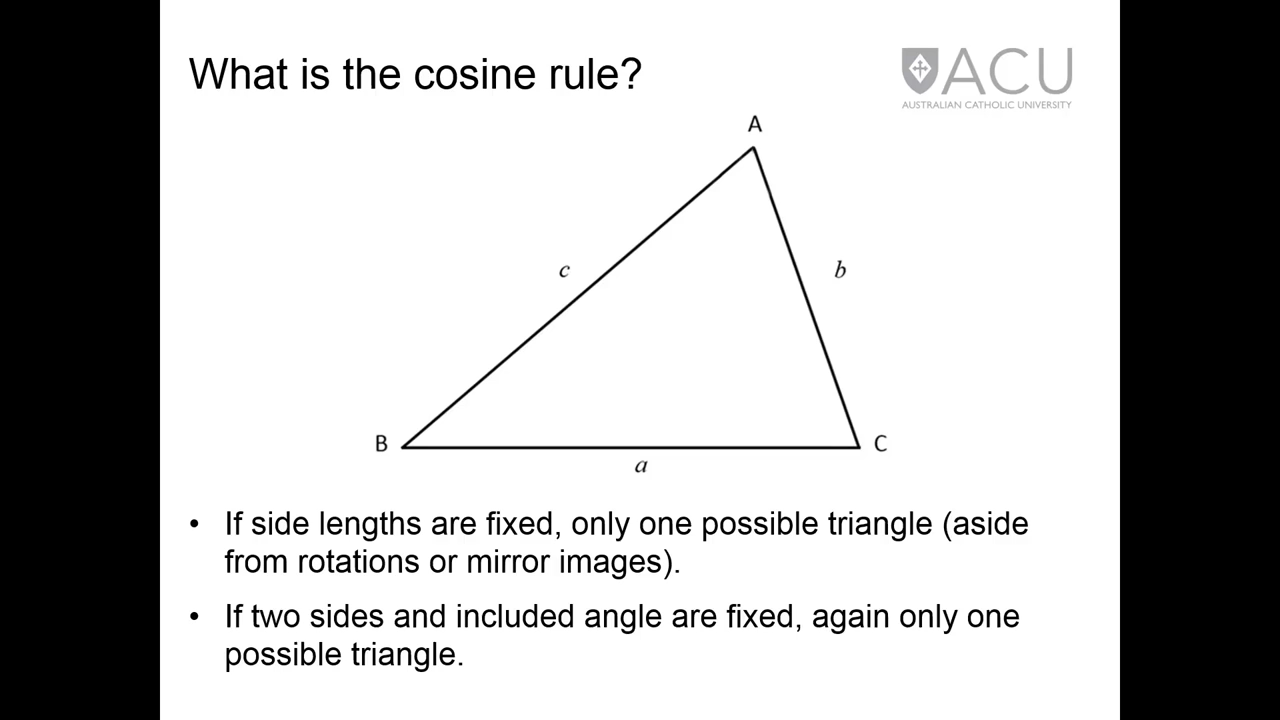 What is the cosine rule?
ACU
AUSTRALIAN CATHOLIC UNIVERSITY
A
c
b
B
C
a
• If side lengths are fixed, only one possible triangle (aside
from rotations or mirror images).
• If two sides and included angle are fixed, again only one
possible triangle.